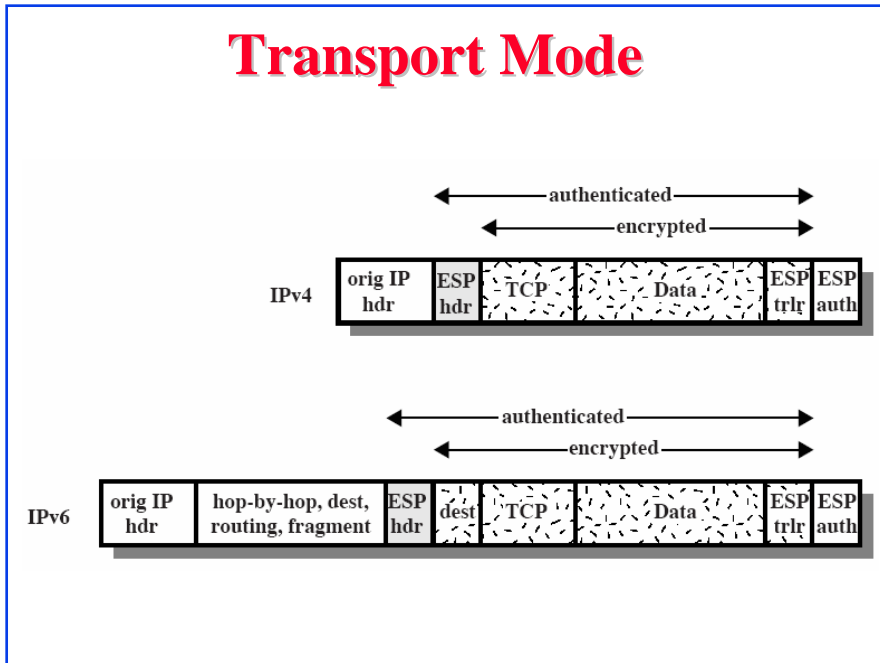 Transport Mode
authenticated
encrypted
IPv4
orig IP
hdr
ESP
hdr
TCP
Data
ESP
trlr
ESP
auth
authenticated
encrypted
IPv6
orig IP
hdr
hop-by-hop, dest,
routing, fragment
ESP
hdr
dest
TCP
Data
ESP
trlr
ESP
auth